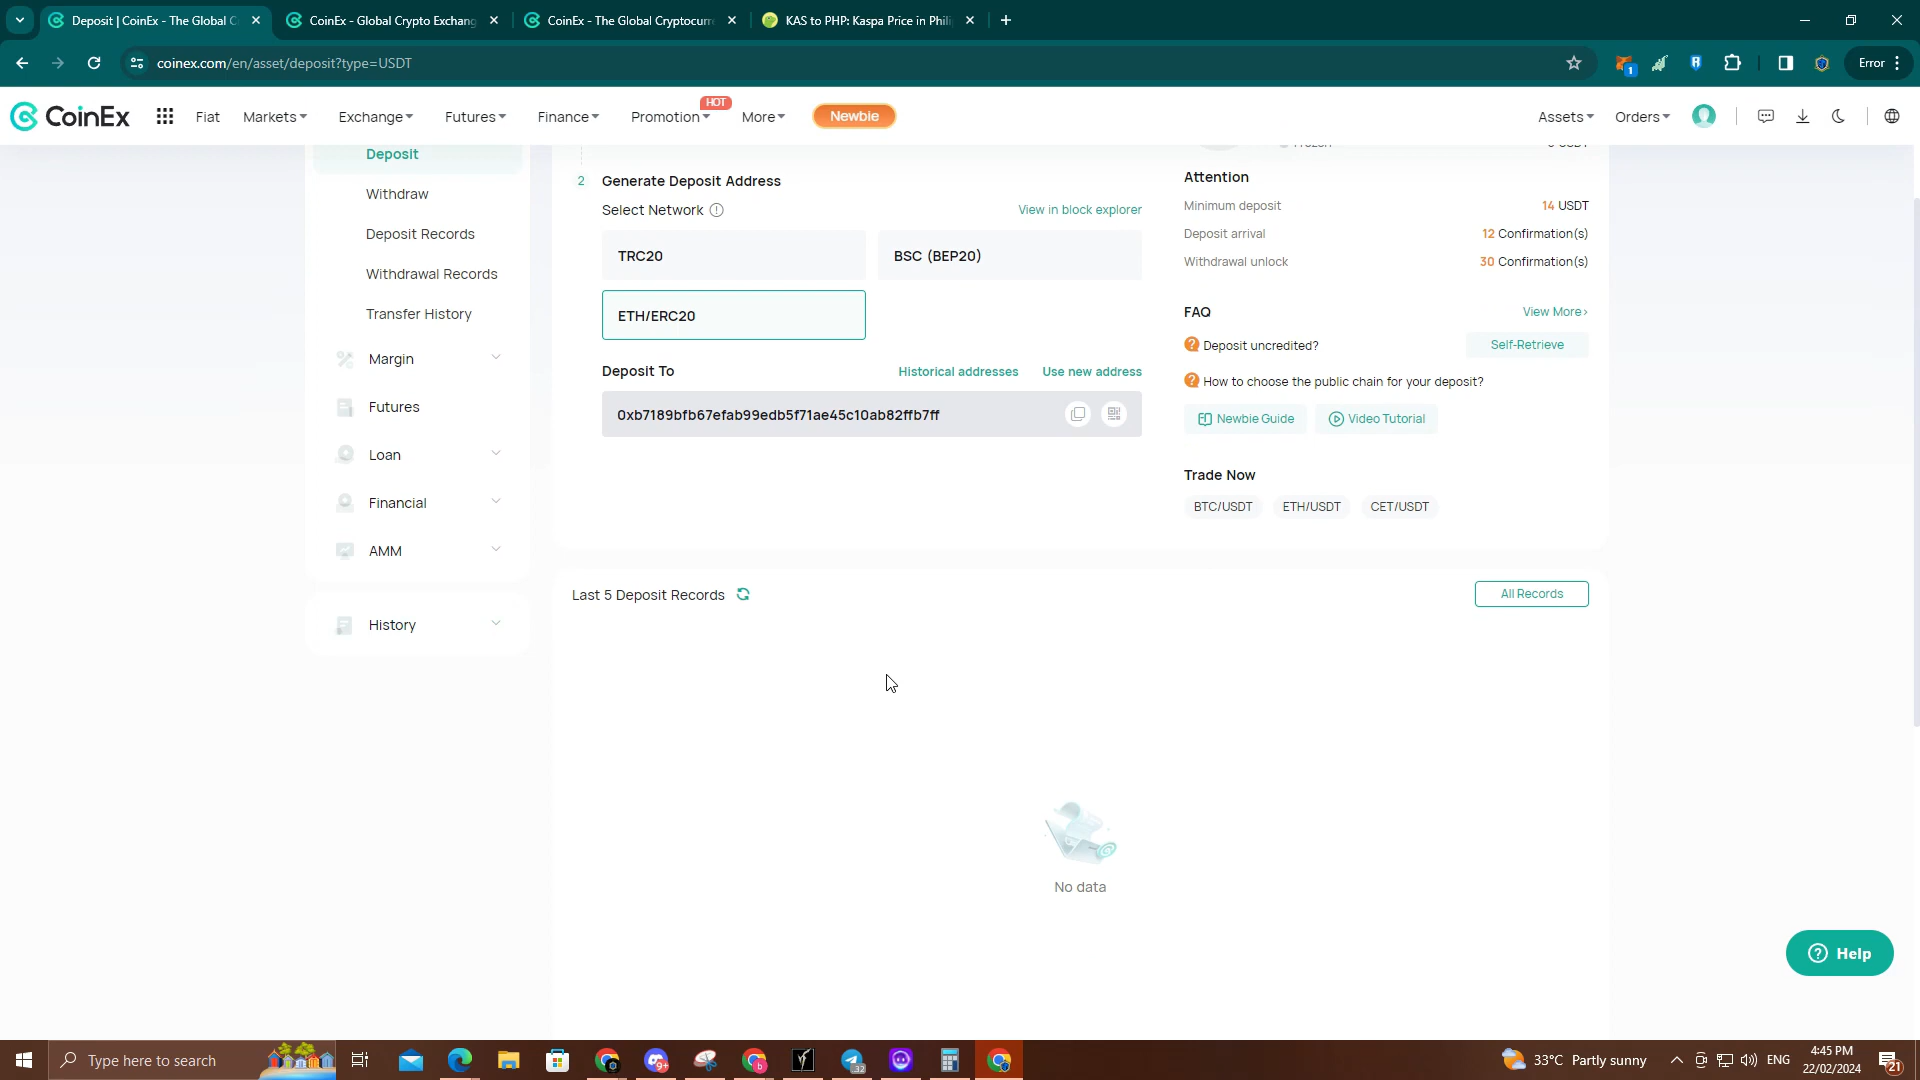 Deposit | CoinEx - The Global C
CoinEx - Global Crypto Exchang
CoinEx - The Global Cryptocurr
KAS to PHP: Kaspa Price in Phili
coinex.com/en/asset/deposit?type=USDT
1
Error
CoinEx
Fiat
Markets
Exchange
Futures
Finance
Promotion
HOT
More
Newbie
Assets
Orders
Deposit
Withdraw
Deposit Records
Withdrawal Records
Transfer History
Margin
Futures
Loan
Financial
AMM
History
2 Generate Deposit Address
Select Network
View in block explorer
TRC20
BSC (BEP20)
ETH/ERC20
Deposit To
Historical addresses
Use new address
0xb7189bfb67efab99edb5f71ae45c10ab82ffb7ff
Frozen
0 USDT
Attention
Minimum deposit 14 USDT
Deposit arrival 12 Confirmation(s)
Withdrawal unlock 30 Confirmation(s)
FAQ
View More>
Deposit uncredited?
Self-Retrieve
How to choose the public chain for your deposit?
Newbie Guide
Video Tutorial
Trade Now
BTC/USDT
ETH/USDT
CET/USDT
Last 5 Deposit Records
All Records
No data
Help
Type here to search
9+
b
32
33°C Partly sunny
ENG
4:45 PM
22/02/2024
21